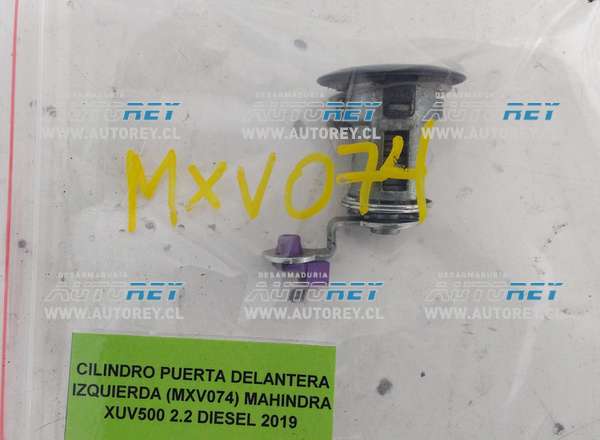 DESARMADURIA
AUTOREY
WWW.AUTOREY.CL
DESARMADURIA
AUTOREY
WWW.AUTOREY.CL
DESARMADURIA
AUTOREY
WWW.AUTOREY.CL
MXV074
DESARMADURIA
AUTOREY
WWW.AUTOREY.CL
DESARMADURIA
AUTOREY
WWW.AUTOREY.CL
DESARMADURIA
AUTOREY
WWW.AUTOREY.CL
CILINDRO PUERTA DELANTERA
IZQUIERDA (MXV074) MAHINDRA
XUV500 2.2 DIESEL 2019